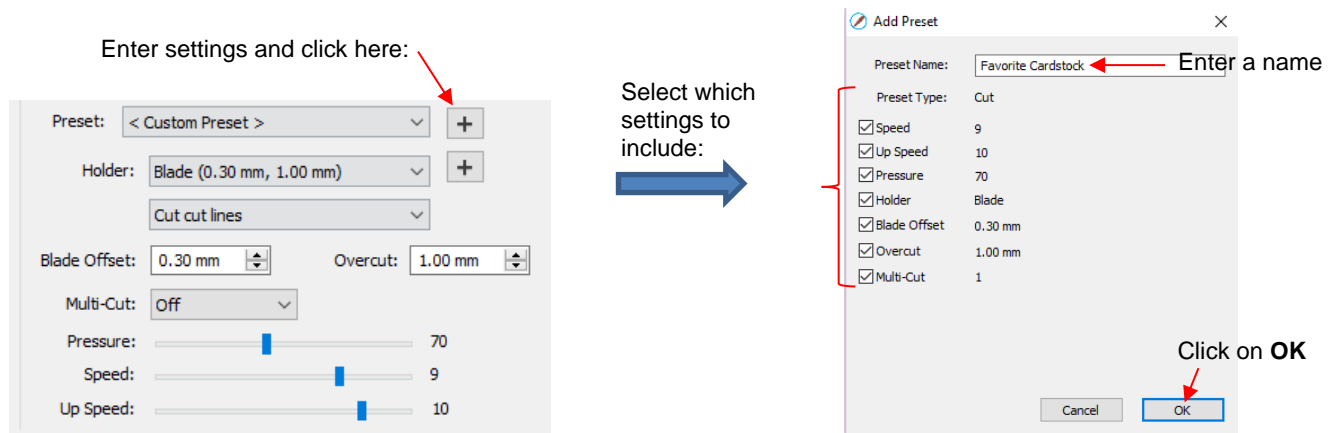 Enter settings and click here:
Preset: < Custom Preset >
Holder: Blade (0.30 mm, 1.00 mm)
Cut cut lines
Blade Offset: 0.30 mm Overcut: 1.00 mm
Multi-Cut: Off
Pressure: 70
Speed: 9
Up Speed: 10
Select which
settings to
include:
Add Preset
Preset Name: Favorite Cardstock Enter a name
Preset Type: Cut
Speed 9
Up Speed 10
Pressure 70
Holder Blade
Blade Offset 0.30 mm
Overcut 1.00 mm
Multi-Cut 1
Click on OK
Cancel OK